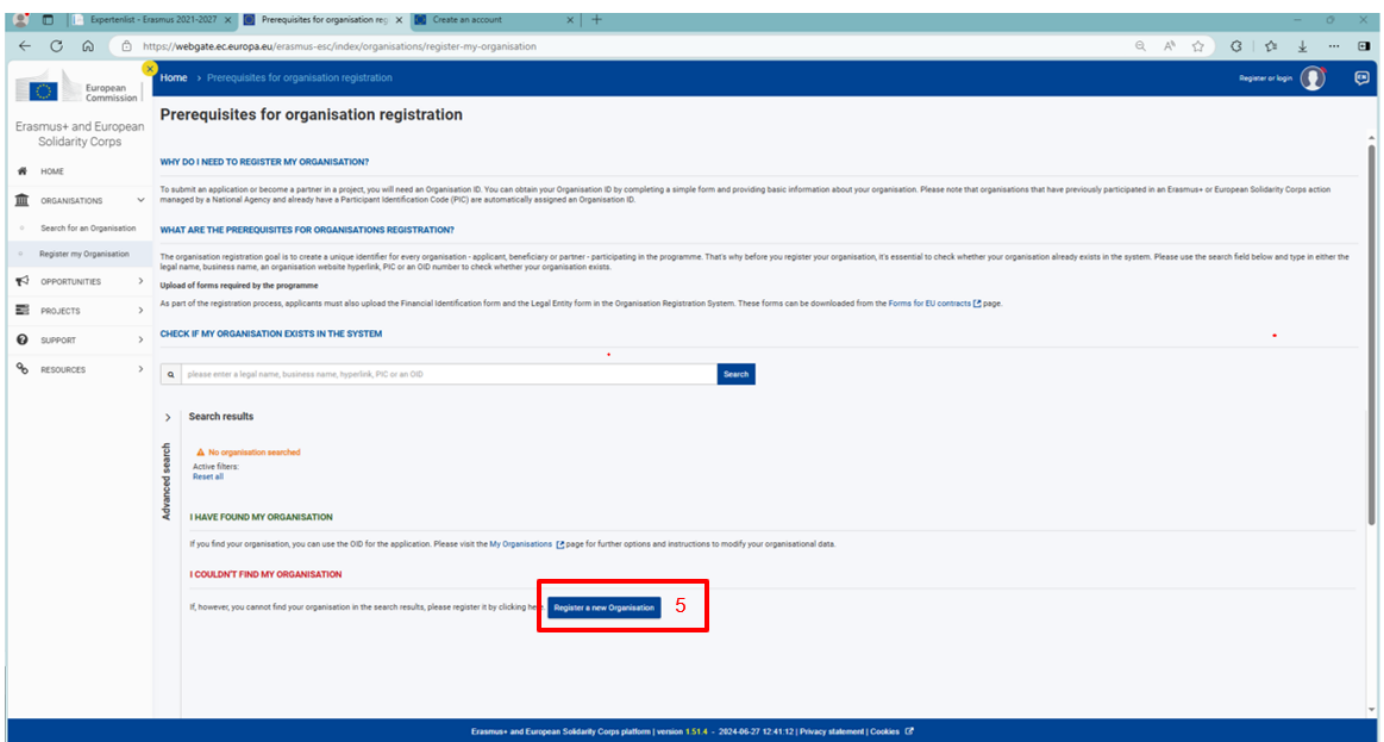 Expertenlist - Erasmus 2021-2027
Prerequisites for organisation reg
Create an account
https://webgate.ec.europa.eu/erasmus-esc/index/organisations/register-my-organisation
European
Commission
Home > Prerequisites for organisation registration
Register or login
EN
Erasmus+ and European
Solidarity Corps
HOME
ORGANISATIONS
Search for an Organisation
Register my Organisation
OPPORTUNITIES
PROJECTS
SUPPORT
RESOURCES
Prerequisites for organisation registration
WHY DO I NEED TO REGISTER MY ORGANISATION?
To submit an application or become a partner in a project, you will need an Organisation ID. You can obtain your Organisation ID by completing a simple form and providing basic information about your organisation. Please note that organisations that have previously participated in an Erasmus+ or European Solidarity Corps action
managed by a National Agency and already have a Participant Identification Code (PIC) are automatically assigned an Organisation ID.
WHAT ARE THE PREREQUISITES FOR ORGANISATIONS REGISTRATION?
The organisation registration goal is to create a unique identifier for every organisation - applicant, beneficiary or partner - participating in the programme. That's why before you register your organisation, it's essential to check whether your organisation already exists in the system. Please use the search field below and type in either the
legal name, business name, an organisation website hyperlink, PIC or an OID number to check whether your organisation exists.
Upload of forms required by the programme
As part of the registration process, applicants must also upload the Financial Identification form and the Legal Entity form in the Organisation Registration System. These forms can be downloaded from the Forms for EU contracts page.
CHECK IF MY ORGANISATION EXISTS IN THE SYSTEM
please enter a legal name, business name, hyperlink, PIC or an OID
Search
Advanced search
Search results
No organisation searched
Active filters:
Reset all
I HAVE FOUND MY ORGANISATION
If you find your organisation, you can use the OID for the application. Please visit the My Organisations page for further options and instructions to modify your organisational data.
I COULDN'T FIND MY ORGANISATION
If, however, you cannot find your organisation in the search results, please register it by clicking here. Register a new Organisation 5
Erasmus+ and European Solidarity Corps platform | version 1.51.4 - 2024-06-27 12:41:12 | Privacy statement | Cookies